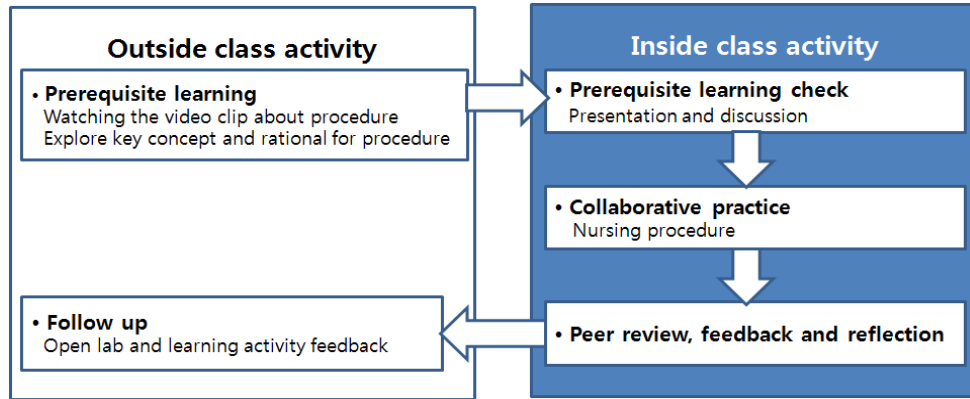 Outside class activity
• Prerequisite learning
Watching the video clip about procedure
Explore key concept and rational for procedure
Inside class activity
• Prerequisite learning check
Presentation and discussion
• Collaborative practice
Nursing procedure
• Peer review, feedback and reflection
• Follow up
Open lab and learning activity feedback